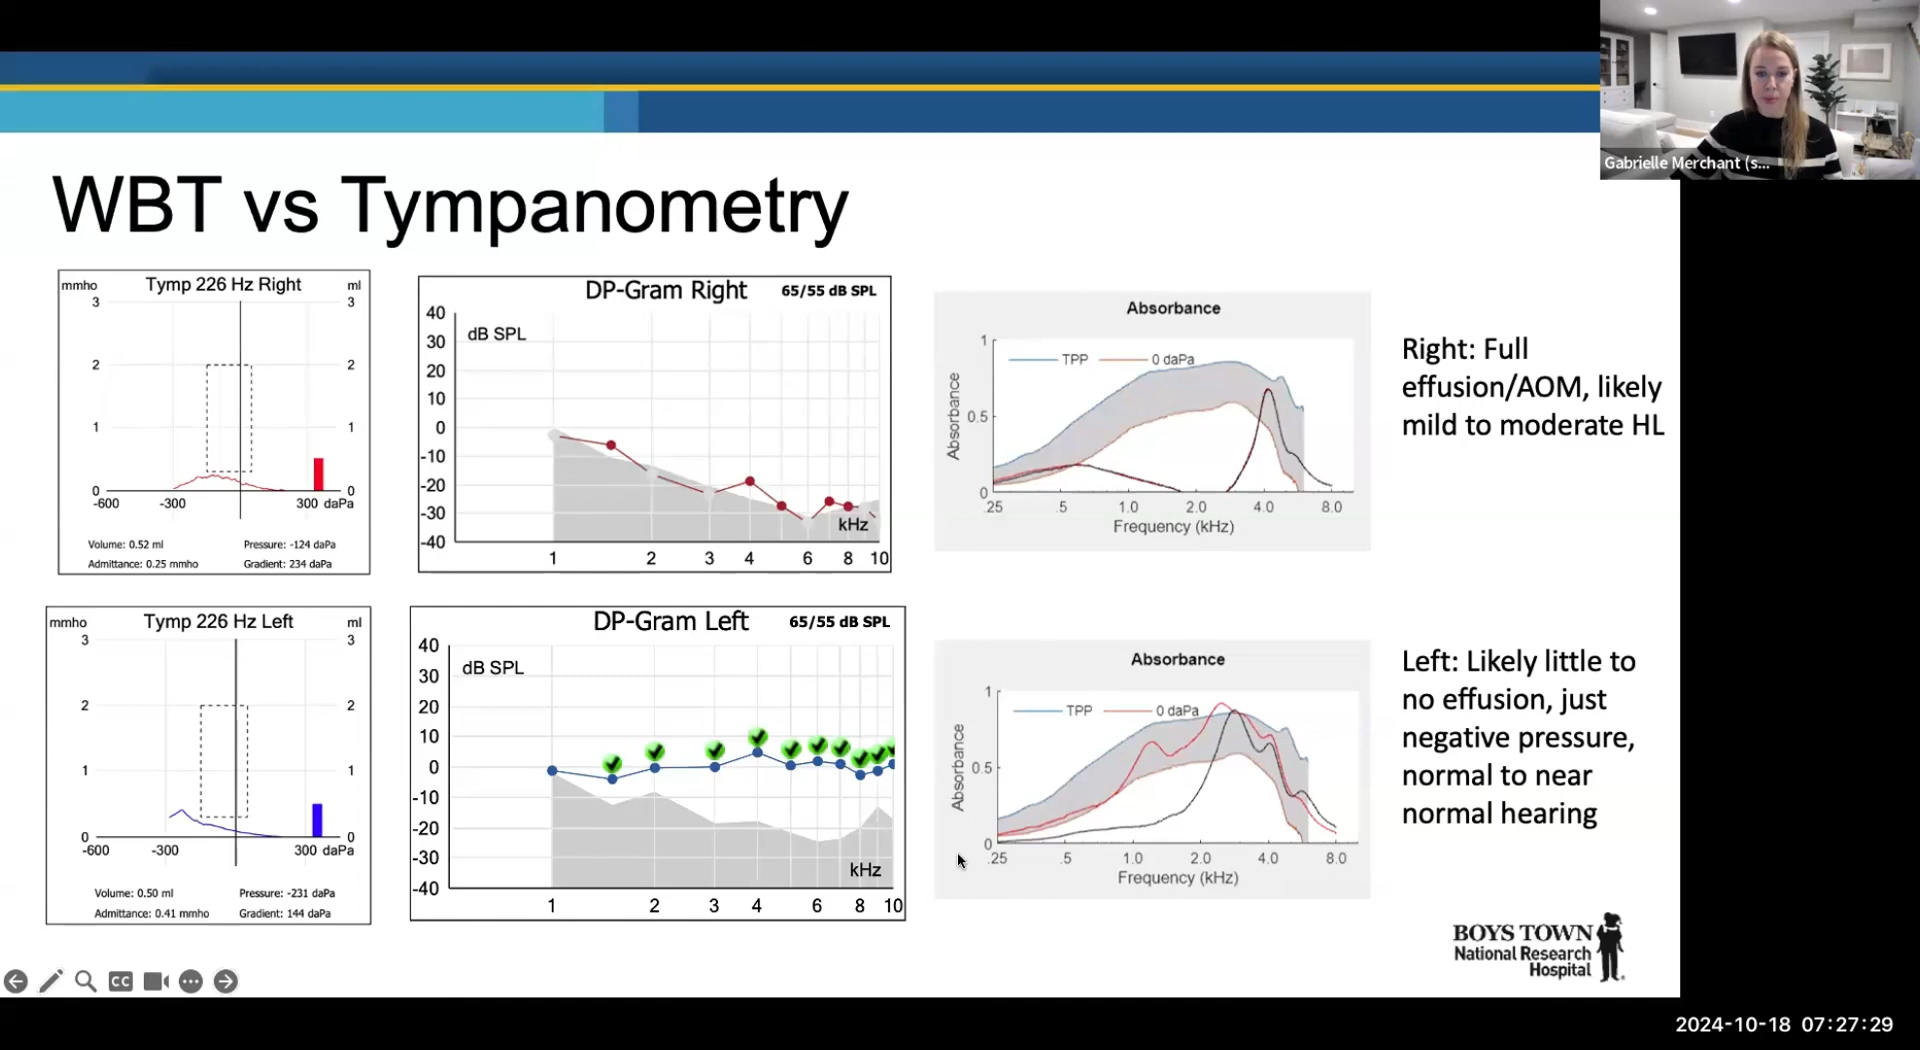 Gabrielle Merchant (s...
WBT vs Tympanometry
Tymp 226 Hz Right
mmho
ml
3
3
2
2
1
1
0
0
-600
-300
300 daPa
Volume: 0.52 ml
Pressure: -124 daPa
Admittance: 0.25 mmho
Gradient: 234 daPa
DP-Gram Right
65/55 dB SPL
dB SPL
40
30
20
10
0
-10
-20
-30
-40
kHz
1
2
3
4
6
8
10
Absorbance
TPP
0 daPa
Absorbance
1
0.5
0
.25
.5
1.0
2.0
4.0
8.0
Frequency (kHz)
Right: Full
effusion/AOM, likely
mild to moderate HL
Tymp 226 Hz Left
mmho
ml
3
3
2
2
1
1
0
0
-600
-300
300 daPa
Volume: 0.50 ml
Pressure: -231 daPa
Admittance: 0.41 mmho
Gradient: 144 daPa
DP-Gram Left
65/55 dB SPL
dB SPL
40
30
20
10
0
-10
-20
-30
-40
kHz
1
2
3
4
6
8
10
Absorbance
TPP
0 daPa
Absorbance
1
0.5
0
.25
.5
1.0
2.0
4.0
8.0
Frequency (kHz)
Left: Likely little to
no effusion, just
negative pressure,
normal to near
normal hearing
BOYS TOWN
National Research
Hospital
CC
2024-10-18 07:27:29